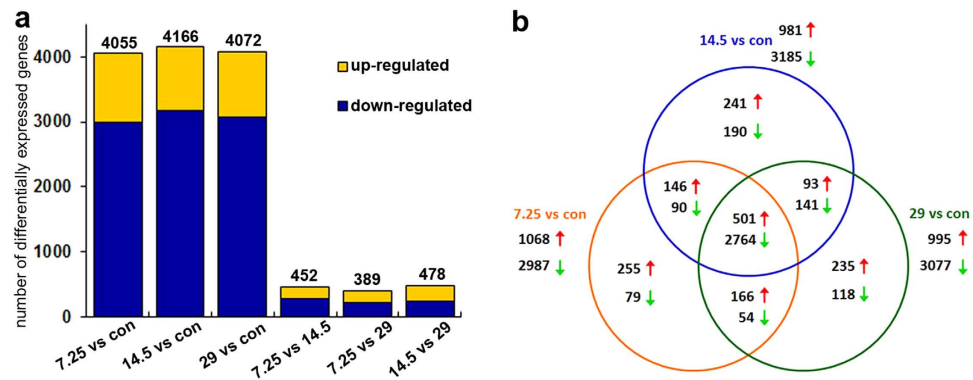 a
number of differentially expressed genes
4000
3000
2000
1000
0
4055
4166
4072
452
389
478
up-regulated
down-regulated
7.25 vs con
14.5 vs con
29 vs con
7.25 vs 14.5
7.25 vs 29
14.5 vs 29
b
14.5 vs con
981 ↑
3185 ↓
241 ↑
190 ↓
146 ↑
90 ↓
93 ↑
141 ↓
501 ↑
2764 ↓
7.25 vs con
1068 ↑
2987 ↓
29 vs con
995 ↑
3077 ↓
255 ↑
79 ↓
235 ↑
118 ↓
166 ↑
54 ↓